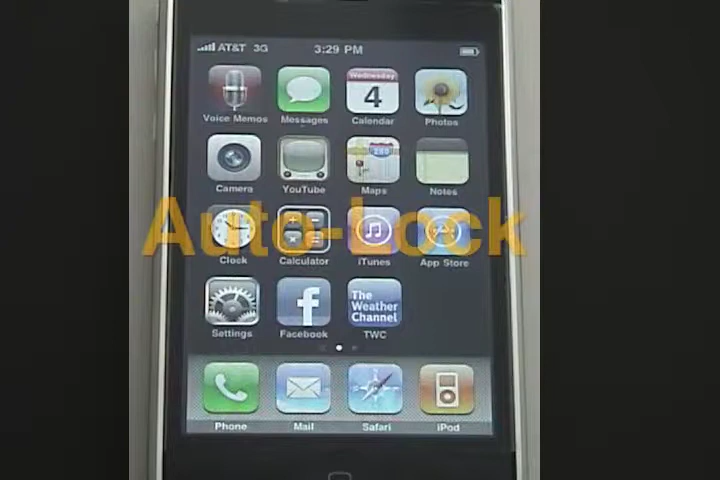 AT&T 3G 3:29 PM
Wednesday
4
Voice Memos Messages Calendar Photos
280
Camera YouTube Maps Notes
Auto-Lock
Clock Calculator iTunes App Store
The
Weather
Channel
f
Settings Facebook TWC
Phone Mail Safari iPod